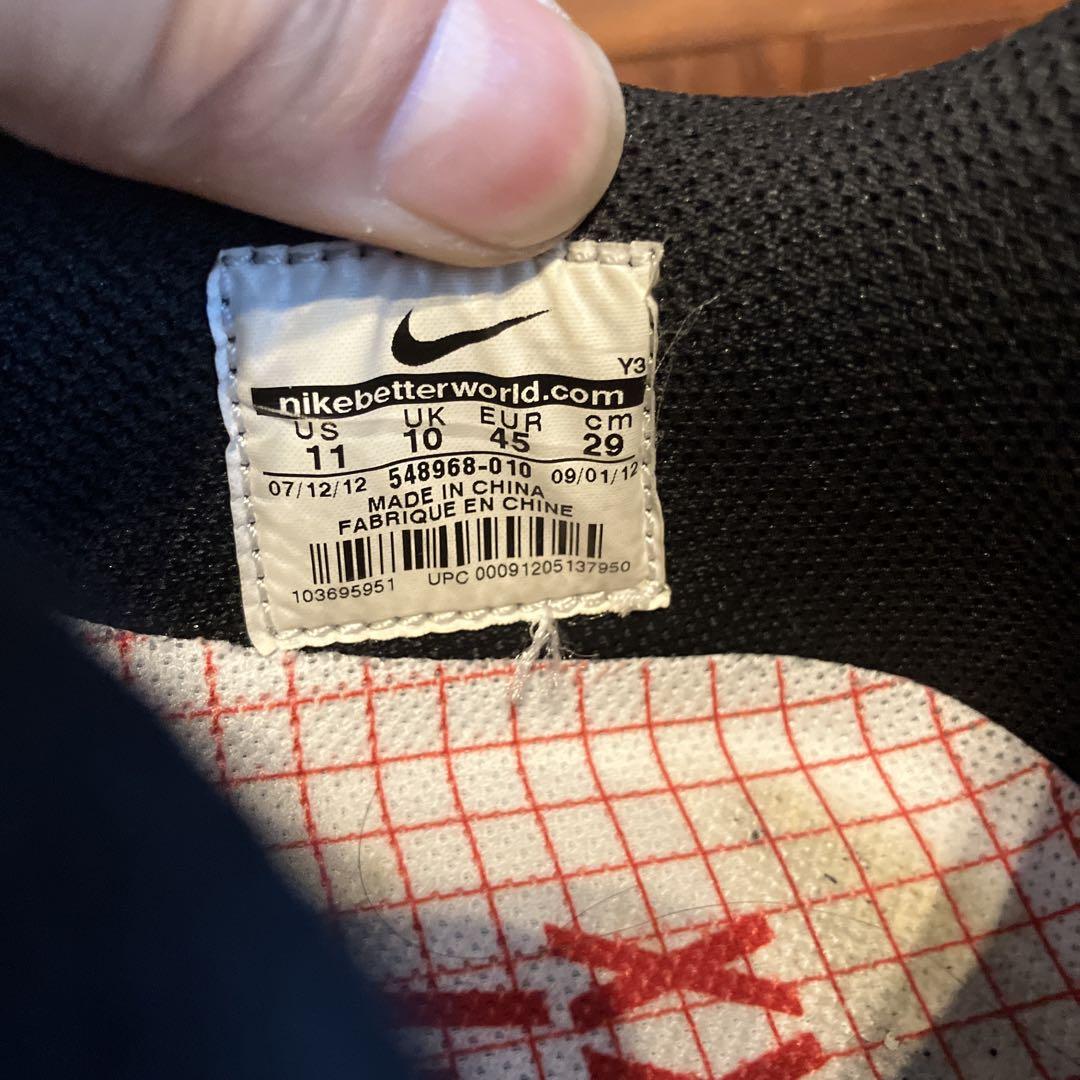 Y3
nikebetterworld.com
US UK EUR cm
11 10 45 29
07/12/12 548968-010 09/01/12
MADE IN CHINA
FABRIQUE EN CHINE
103695951 UPC 00091205137950